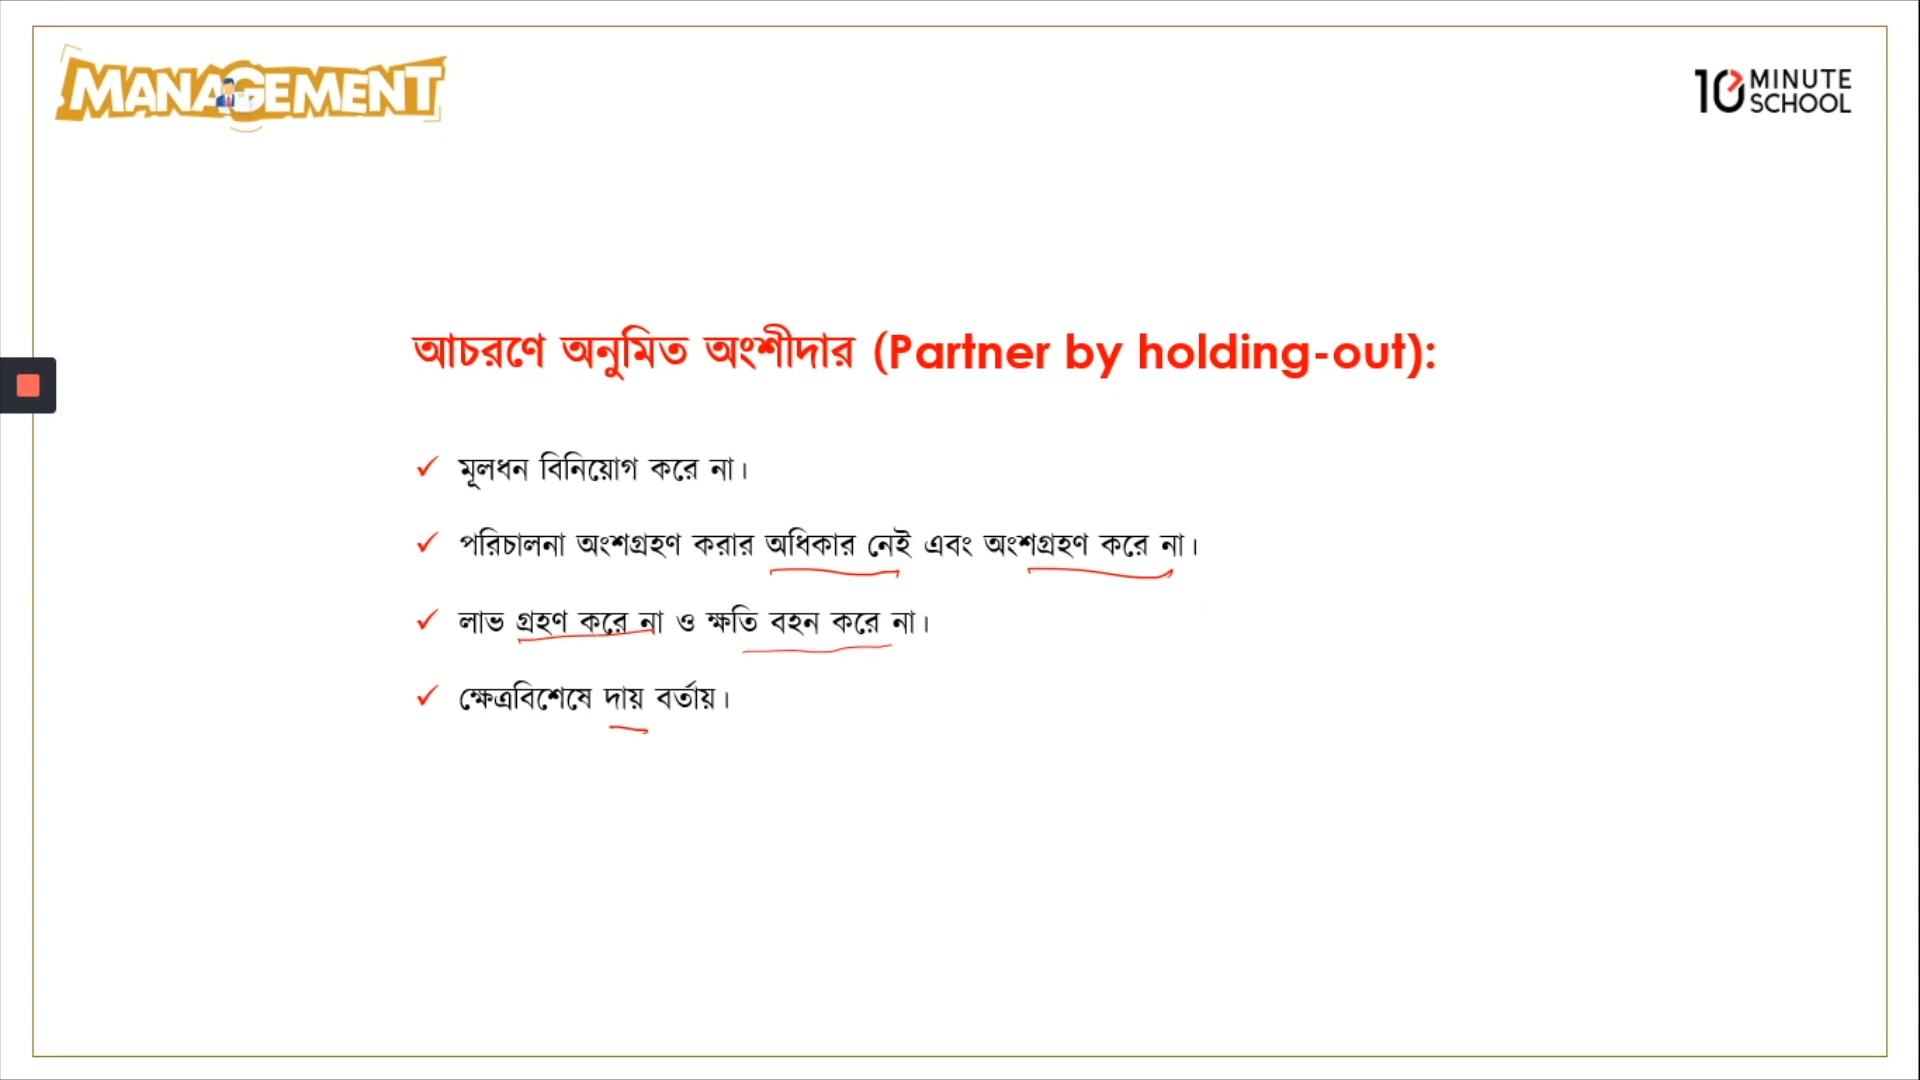 MANAGEMENT
10 MINUTE
SCHOOL
আচরণে অনুমিত অংশীদার (Partner by holding-out):
✓ মূলধন বিনিয়োগ করে না।
✓ পরিচালনা অংশগ্রহণ করার অধিকার নেই এবং অংশগ্রহণ করে না।
✓ লাভ গ্রহণ করে না ও ক্ষতি বহন করে না।
✓ ক্ষেত্রবিশেষে দায় বর্তায়।